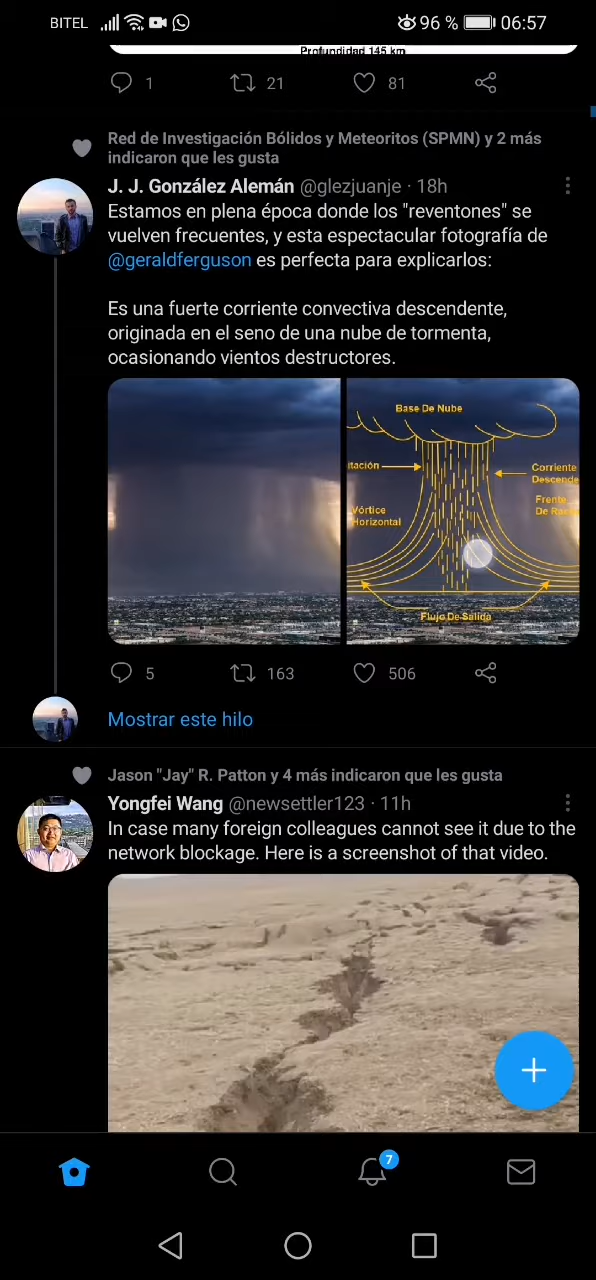 BITEL
96 %
06:57
Profundidad 145 km
1
21
81
Red de Investigación Bólidos y Meteoritos (SPMN) y 2 más
indicaron que les gusta
J. J. González Alemán @glezjuanje · 18h
Estamos en plena época donde los "reventones" se
vuelven frecuentes, y esta espectacular fotografía de
@geraldferguson es perfecta para explicarlos:
Es una fuerte corriente convectiva descendente,
originada en el seno de una nube de tormenta,
ocasionando vientos destructores.
Base De Nube
itación
Corriente
Descende
Vórtice
Horizontal
Frente
De Ra
Flujo De Salida
5
163
506
Mostrar este hilo
Jason "Jay" R. Patton y 4 más indicaron que les gusta
Yongfei Wang @newsettler123 · 11h
In case many foreign colleagues cannot see it due to the
network blockage. Here is a screenshot of that video.
7